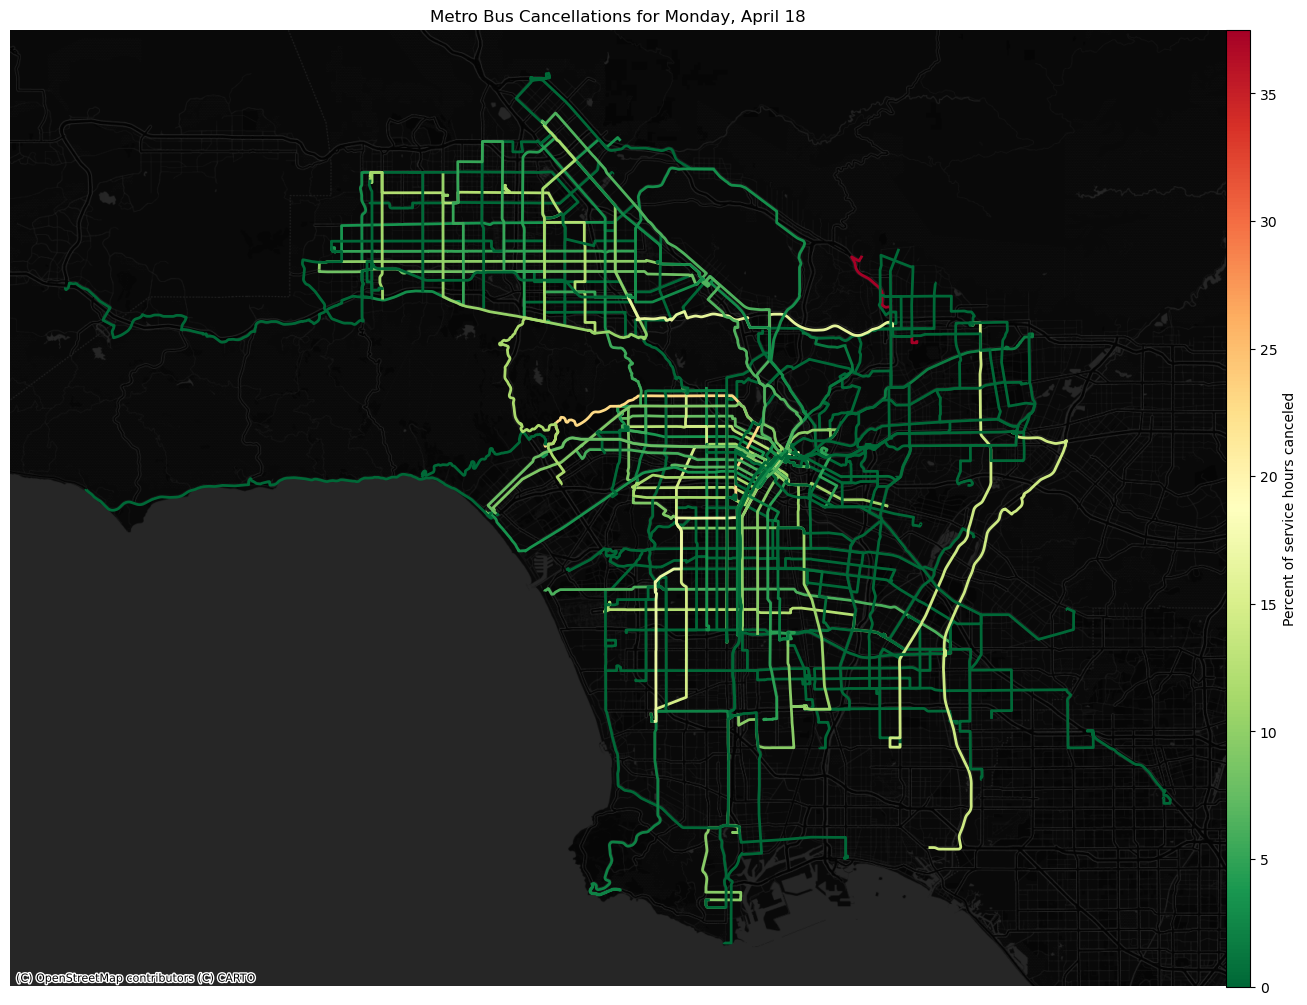 Metro Bus Cancellations for Monday, April 18
35
30
25
20
15
10
5
0
Percent of service hours canceled
(C) OpenStreetMap contributors (C) CARTO